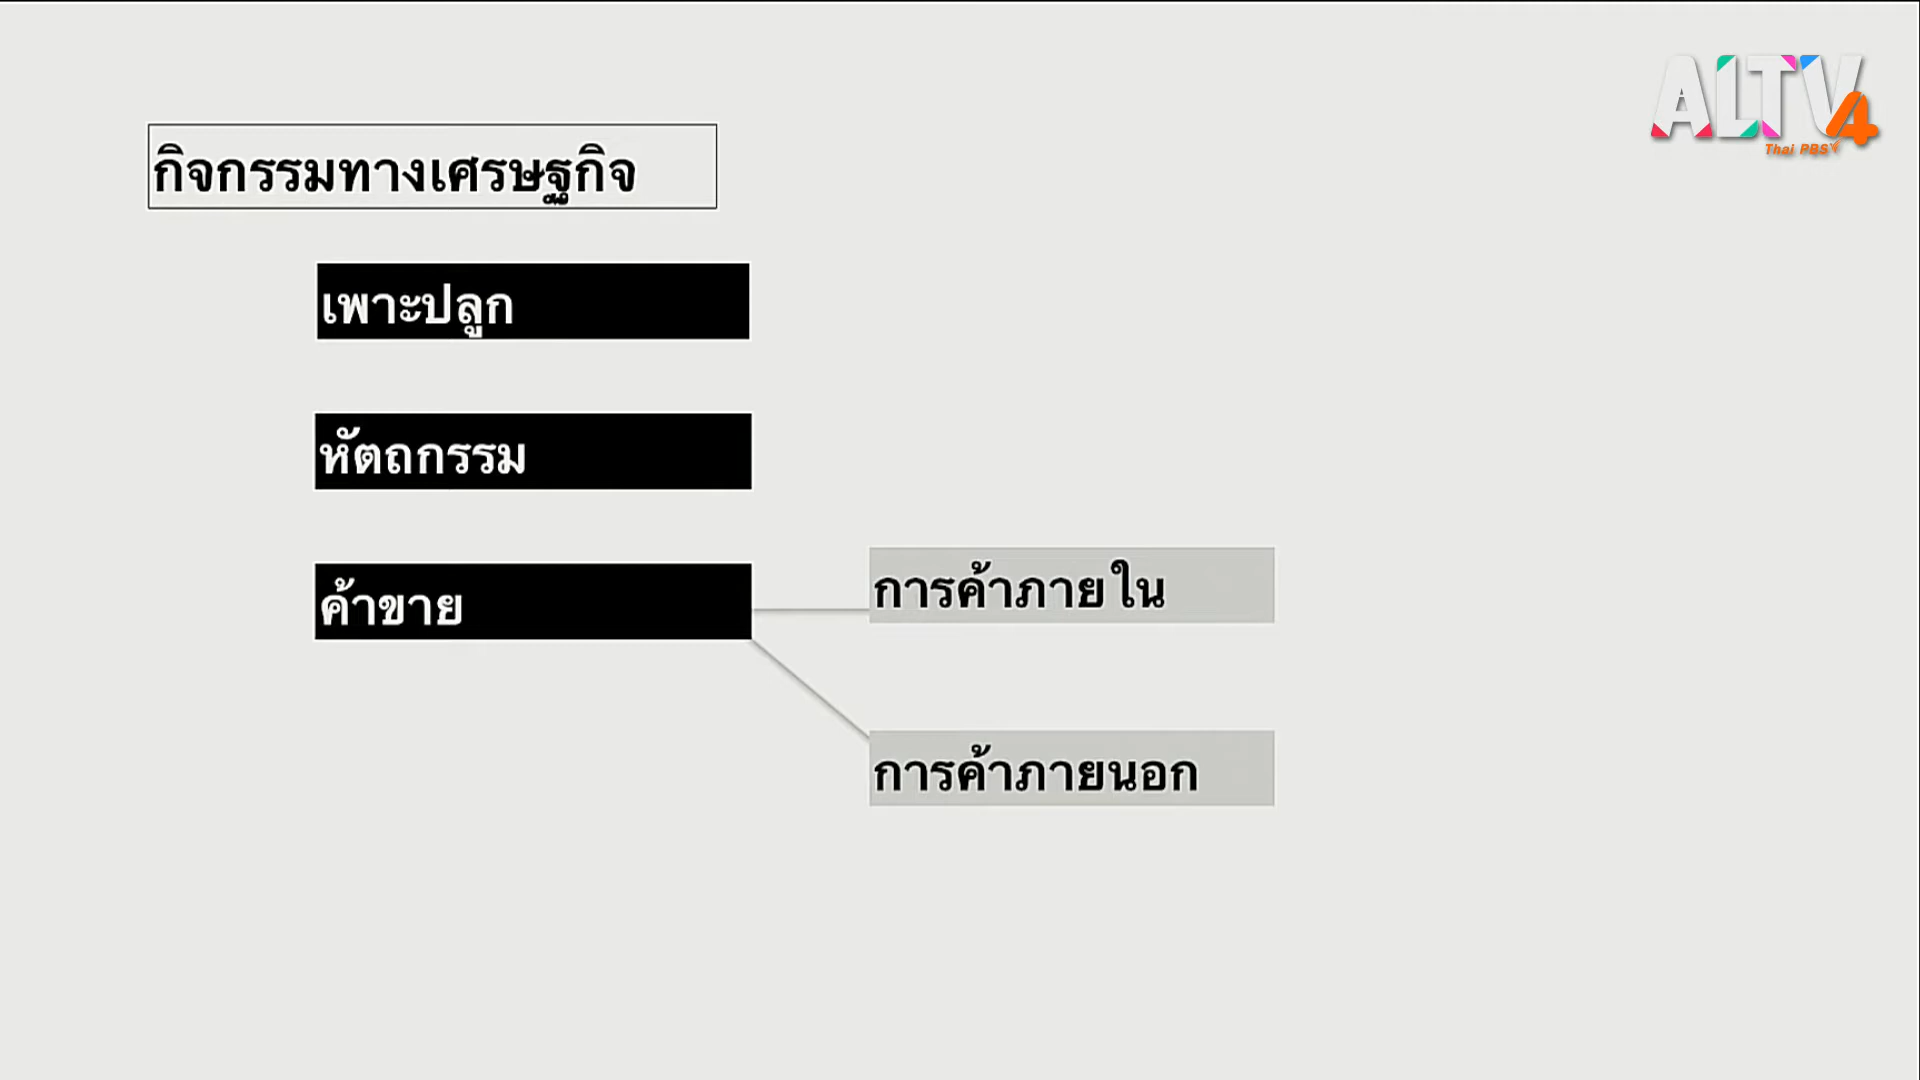 ALTV4
Thai PBS
กิจกรรมทางเศรษฐกิจ
เพาะปลูก
หัตถกรรม
ค้าขาย
การค้าภายใน
การค้าภายนอก